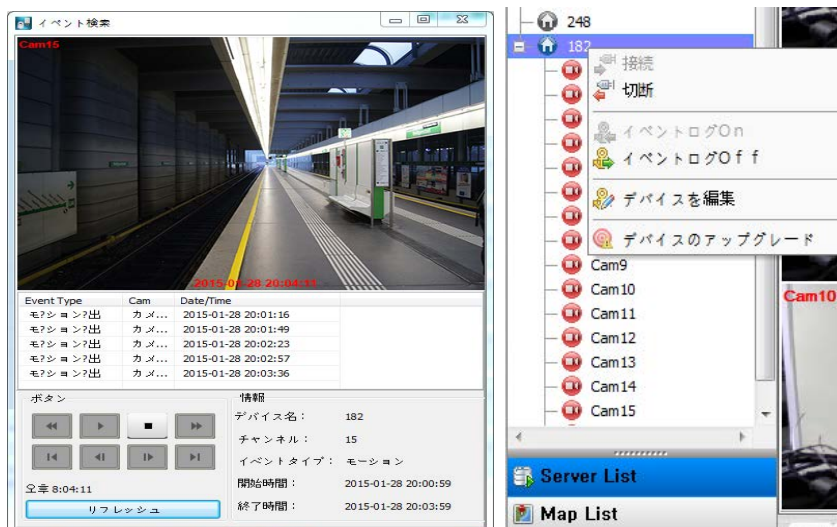 イベント検索
Cam15
2015-01-28 20:04:11
Event Type Cam Date/Time
モ?ション?出 カメ... 2015-01-28 20:01:16
モ?ション?出 カメ... 2015-01-28 20:01:49
モ?ション?出 カメ... 2015-01-28 20:02:23
モ?ション?出 カメ... 2015-01-28 20:02:57
モ?ション?出 カメ... 2015-01-28 20:03:36
ボタン
오후 8:04:11
リフレッシュ
情報
デバイス名： 182
チャンネル： 15
イベントタイプ： モーション
開始時間： 2015-01-28 20:00:59
終了時間： 2015-01-28 20:03:59
248
182
接続
切断
イベントログOn
イベントログOff
デバイスを編集
デバイスのアップグレード
Cam9
Cam10
Cam11
Cam12
Cam13
Cam14
Cam15
Cam10
Server List
Map List